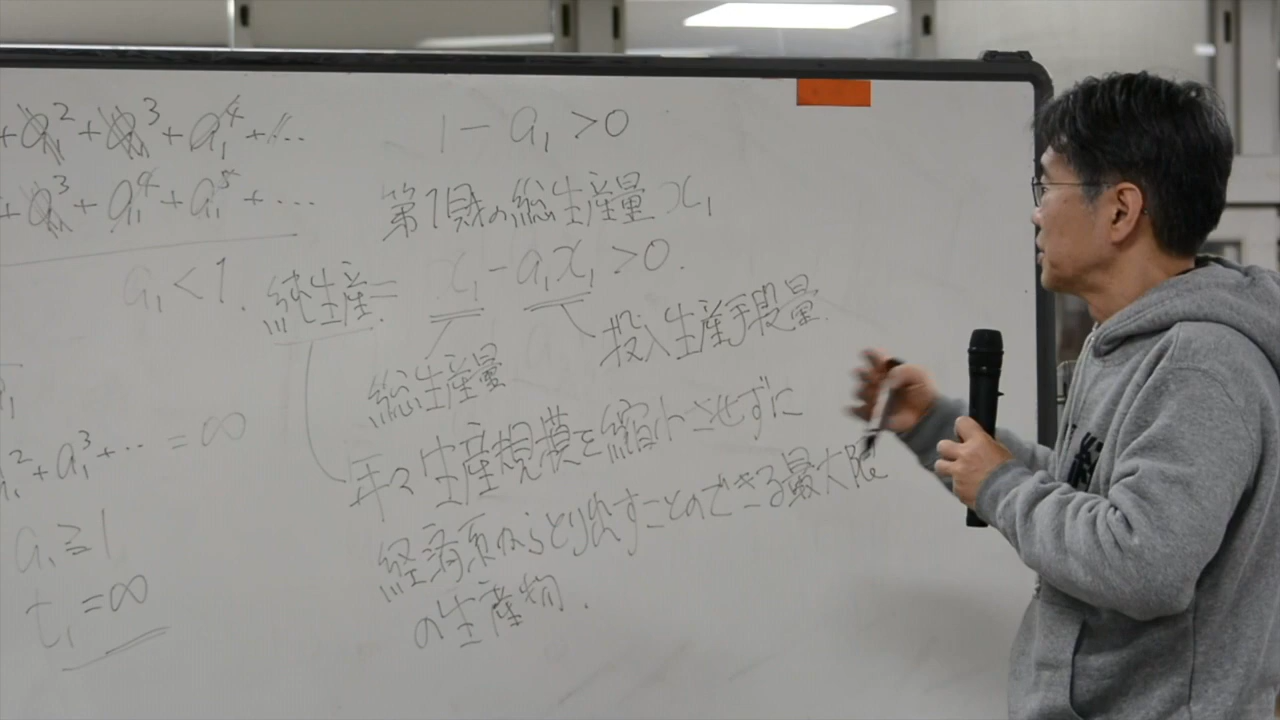 +a₁²+a₁³+a₁⁴+...
+a₁³+a₁⁴+a₁⁵+...
a₁<1.
a₁²+a₁³+... =∞
a₁≧1
t₁=∞
1-a₁>0
第1財の総生産量 x₁
純生産= x₁-a₁x₁>0.
総生産量
投入生産手段量.
年々生産規模を縮小させずに
経済系からとり出すことのできる最大限
の生産物.